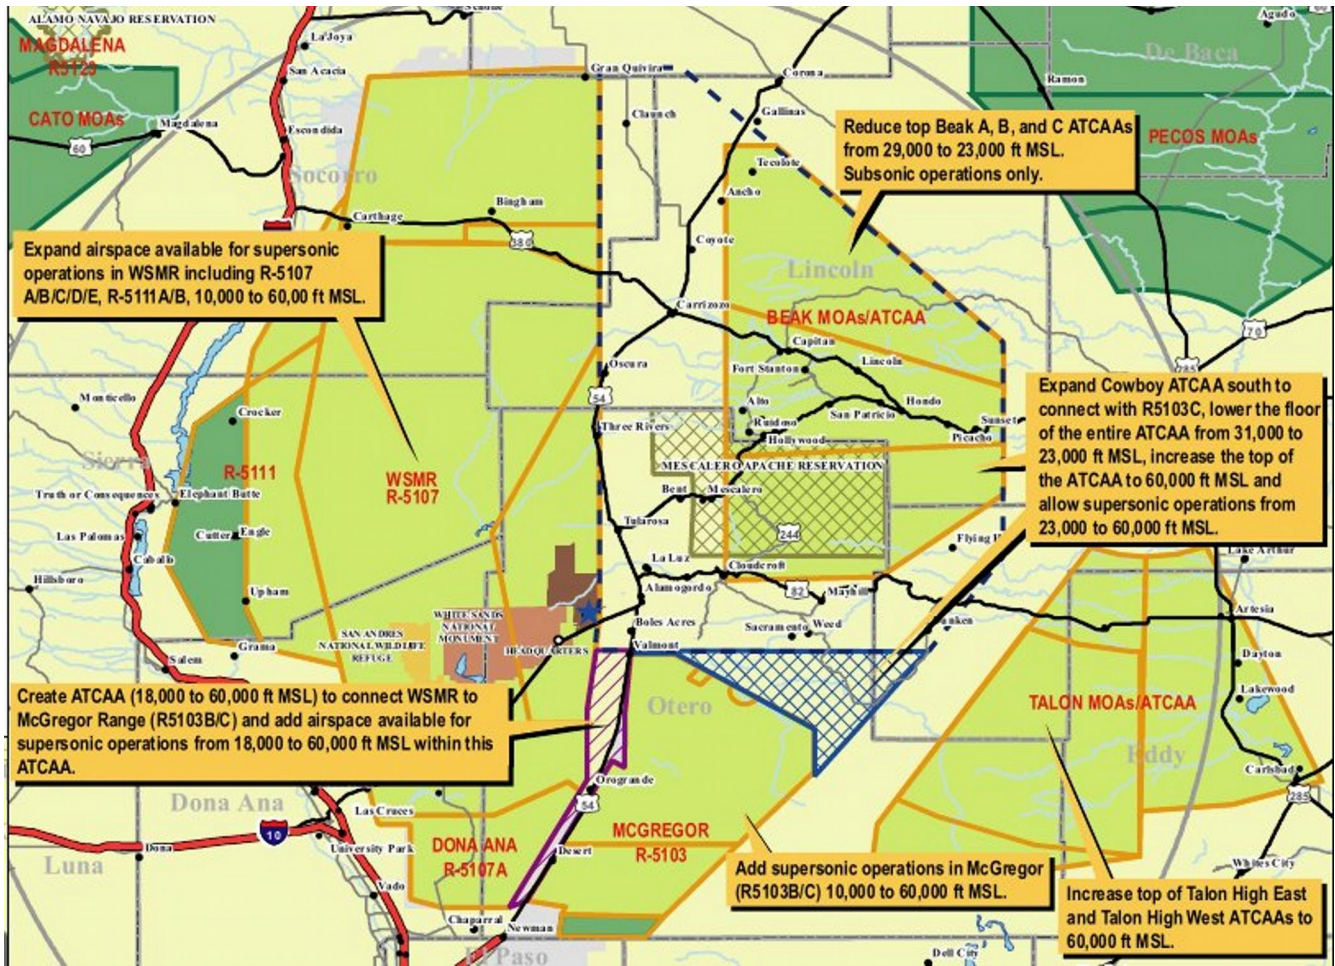 ALAMO NAVAJO RESERVATION
Agudo
MAGDALENA
R5123
La Joya
De Baca
San Acacia
Gran Quivira
Corona
Ramon
CATO MOAs
Magdalena
Escondida
Claunch
Gallinas
60
Reduce top Beak A, B, and C ATCAAs
from 29,000 to 23,000 ft MSL.
Subsonic operations only.
PECOS MOAs
Socorro
Tecolote
Ancho
Carthage
Bingham
380
Coyote
Expand airspace available for supersonic
operations in WSMR including R-5107
A/B/C/D/E, R-5111A/B, 10,000 to 60,00 ft MSL.
Lincoln
Carrizozo
BEAK MOAs/ATCAA
70
Capitan
Lincoln
Oscura
Fort Stanton
285
54
Monticello
Crocker
Alto
Hondo
San Patricio
Sunset
Ruidoso
Picacho
Three Rivers
Hollywood
Expand Cowboy ATCAA south to
connect with R5103C, lower the floor
of the entire ATCAA from 31,000 to
23,000 ft MSL, increase the top of
the ATCAA to 60,000 ft MSL and
allow supersonic operations from
23,000 to 60,000 ft MSL.
Sierra
R-5111
WSMR
R-5107
MESCALERO APACHE RESERVATION
Truth or Consequences
Elephant Butte
Bent
Mescalero
Las Palomas
Cutter
Engle
Tularosa
244
Flying H
Caballo
La Luz
Cloudcroft
Lake Arthur
Hillsboro
Upham
Alamogordo
82
Mayhill
Artesia
WHITE SANDS
NATIONAL
MONUMENT
SAN ANDRES
NATIONAL WILDLIFE
REFUGE
HEADQUARTERS
Boles Acres
Sacramento
Weed
Valmont
Grama
Salem
Dayton
Lakewood
Create ATCAA (18,000 to 60,000 ft MSL) to connect WSMR to
McGregor Range (R5103B/C) and add airspace available for
supersonic operations from 18,000 to 60,000 ft MSL within this
ATCAA.
Otero
TALON MOAs/ATCAA
Eddy
Carlsbad
Orogrande
54
285
Dona Ana
Las Cruces
10
Dona
University Park
DONA ANA
R-5107A
MCGREGOR
R-5103
Desert
Luna
Vado
Whites City
Add supersonic operations in McGregor
(R5103B/C) 10,000 to 60,000 ft MSL.
Increase top of Talon High East
and Talon High West ATCAAs to
60,000 ft MSL.
Chaparral
Newman
El Paso
Dell City